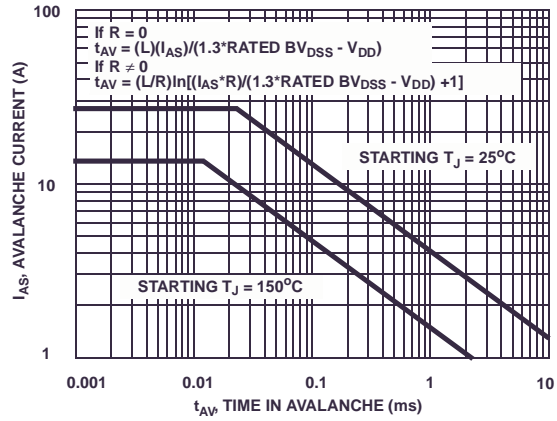 100
If R = 0
tAV = (L)(IAS)/(1.3*RATED BVDSS - VDD)
If R ≠ 0
tAV = (L/R)ln[(IAS*R)/(1.3*RATED BVDSS - VDD) +1]
IAS, AVALANCHE CURRENT (A)
STARTING TJ = 25°C
10
STARTING TJ = 150°C
1
0.001 0.01 0.1 1 10
tAV, TIME IN AVALANCHE (ms)